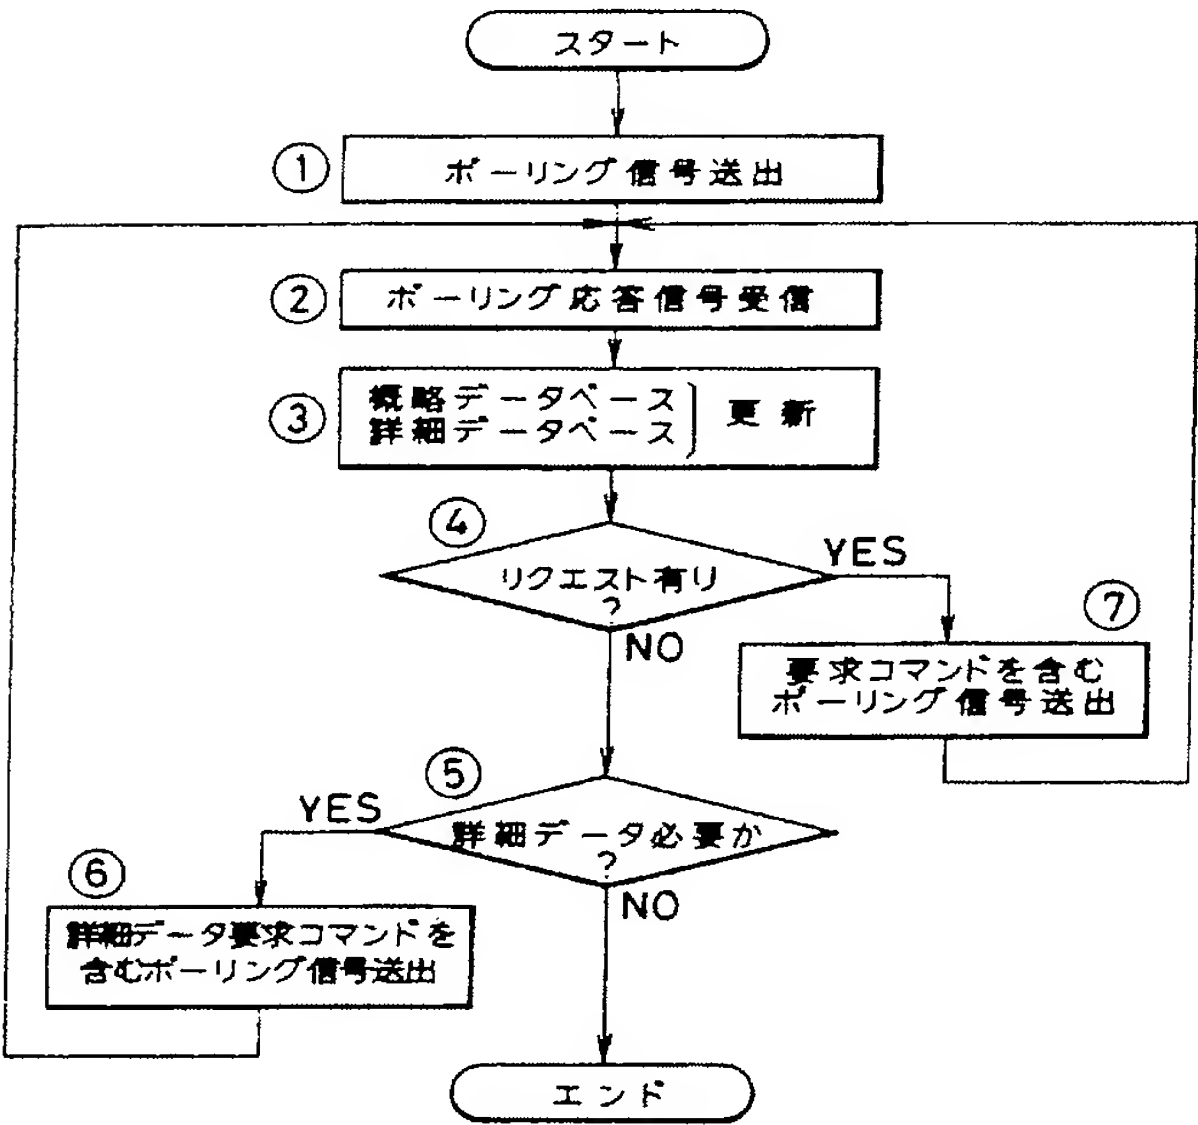 スタート
① ポーリング信号送出
② ポーリング応答信号受信
③ 概略データベース
詳細データベース
更新
④ リクエスト有り
?
YES
NO
⑦ 要求コマンドを含む
ポーリング信号送出
⑤ 詳細データ必要か
?
YES
NO
⑥ 詳細データ要求コマンドを
含むポーリング信号送出
エンド